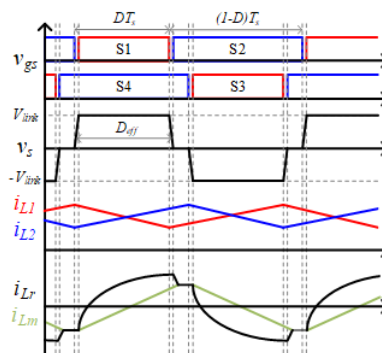 DTs (1-D)Ts
vgs S1 S2
S4 S3
Vlink
Deff
vs
-Vlink
iL1
iL2
iLr
iLm